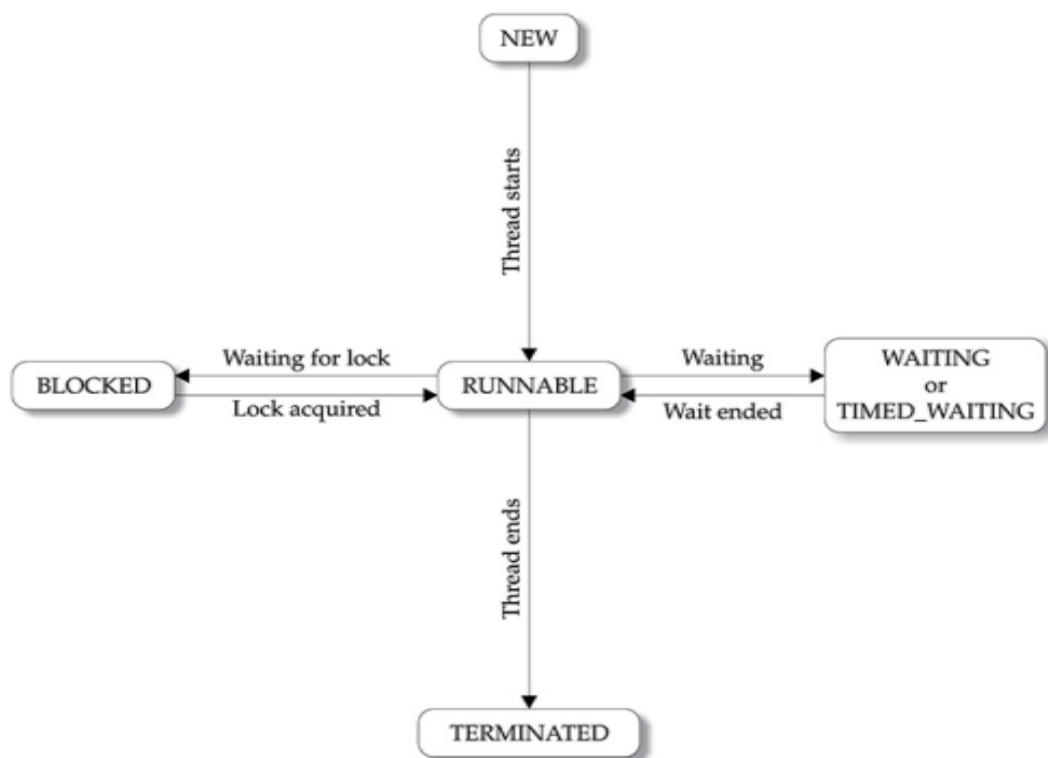 NEW
Thread starts
Waiting for lock
Waiting
WAITING
or
TIMED_WAITING
BLOCKED
RUNNABLE
Lock acquired
Wait ended
Thread ends
TERMINATED